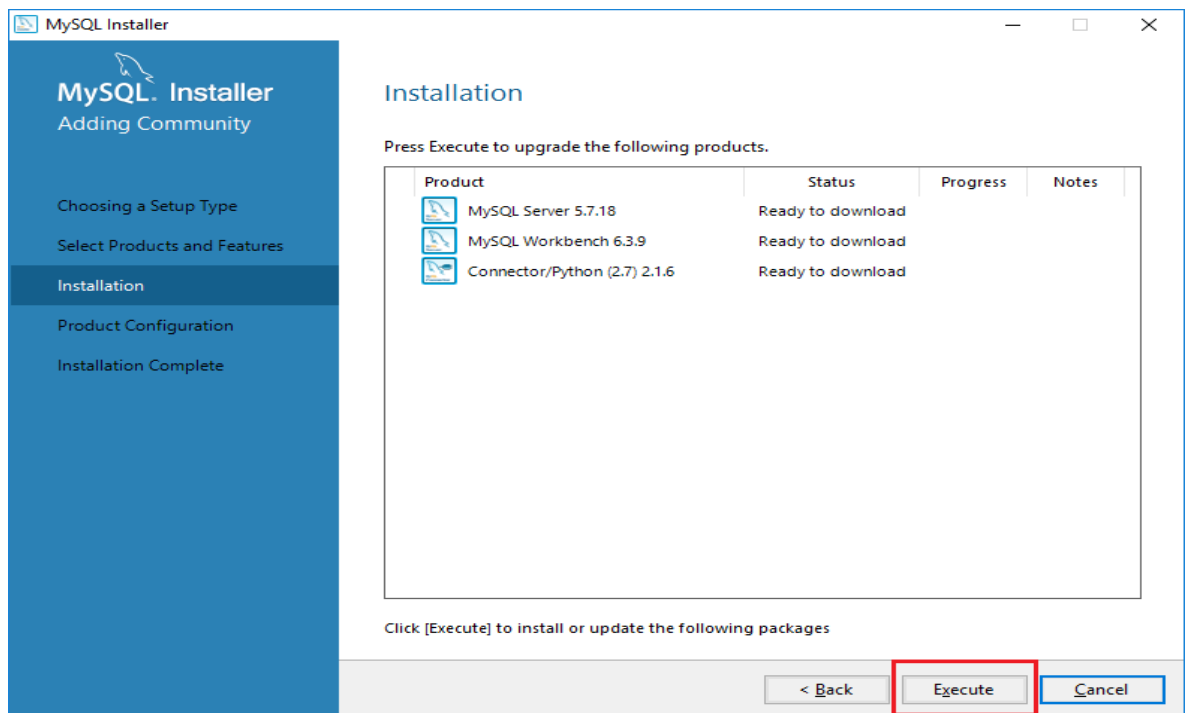 MySQL Installer
MySQL. Installer
Adding Community
Choosing a Setup Type
Select Products and Features
Installation
Product Configuration
Installation Complete
Installation
Press Execute to upgrade the following products.
Product Status Progress Notes
MySQL Server 5.7.18 Ready to download
MySQL Workbench 6.3.9 Ready to download
Connector/Python (2.7) 2.1.6 Ready to download
Click [Execute] to install or update the following packages
< Back Execute Cancel